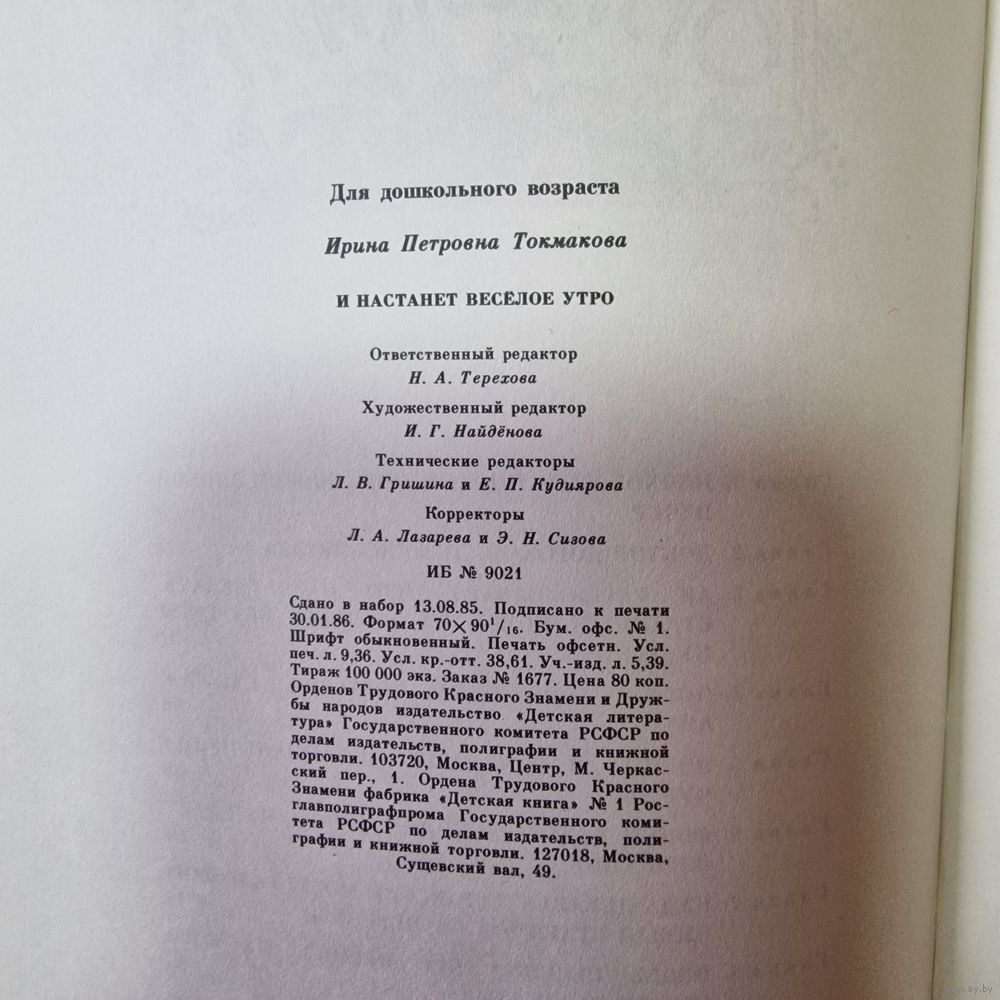 Для дошкольного возраста
Ирина Петровна Токмакова
И НАСТАНЕТ ВЕСЁЛОЕ УТРО
Ответственный редактор
Н. А. Терехова
Художественный редактор
И. Г. Найдёнова
Технические редакторы
Л. В. Гришина и Е. П. Кудиярова
Корректоры
Л. А. Лазарева и Э. Н. Сизова
ИБ № 9021
Сдано в набор 13.08.85. Подписано к печати
30.01.86. Формат 70×90¹/₁₆. Бум. офс. № 1.
Шрифт обыкновенный. Печать офсетн. Усл.
печ. л. 9,36. Усл. кр.-отт. 38,61. Уч.-изд. л. 5,39.
Тираж 100 000 экз. Заказ № 1677. Цена 80 коп.
Орденов Трудового Красного Знамени и Друж-
бы народов издательство «Детская литера-
тура» Государственного комитета РСФСР по
делам издательств, полиграфии и книжной
торговли. 103720, Москва, Центр, М. Черкас-
ский пер., 1. Ордена Трудового Красного
Знамени фабрика «Детская книга» № 1 Рос-
главполиграфпрома Государственного коми-
тета РСФСР по делам издательств, поли-
графии и книжной торговли. 127018, Москва,
Сущевский вал, 49.